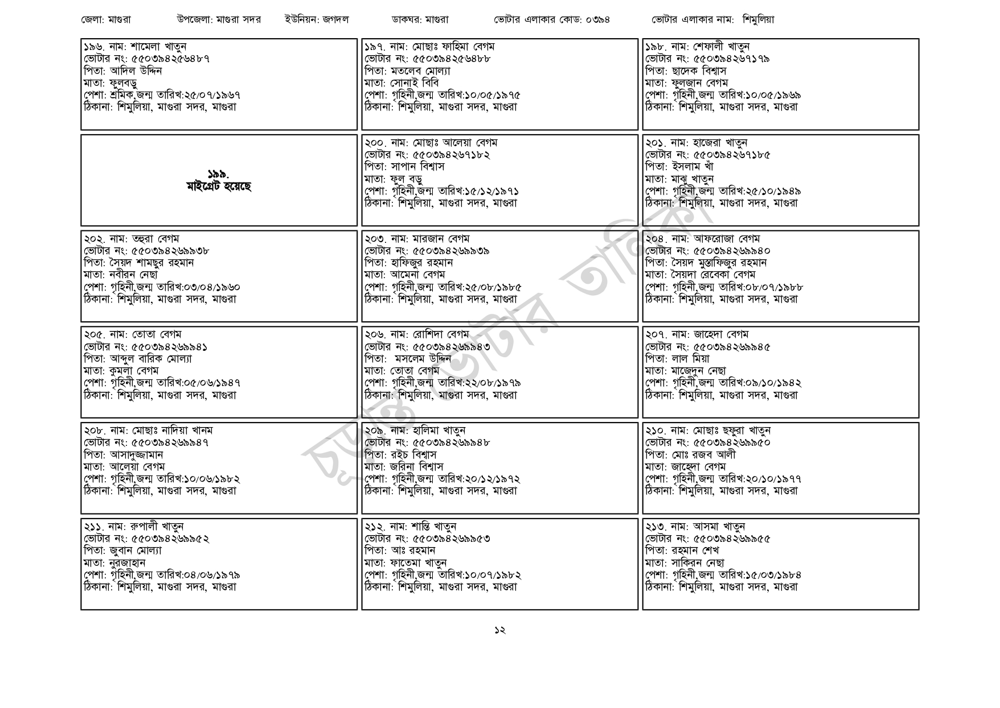 জেলা: মাগুরা উপজেলা: মাগুরা সদর ইউনিয়ন: জগদল ডাকঘর: মাগুরা ভোটার এলাকার কোড: ০৩৯৪ ভোটার এলাকার নাম: শিমুলিয়া
১৯৬. নাম: শামেলা খাতুন
ভোটার নং: ৫৫০৩৯৪২৫৬৪৮৭
পিতা: আদিল উদ্দিন
মাতা: ফুলবড়ু
পেশা: শ্রমিক,জন্ম তারিখ:২৫/০৭/১৯৬৭
ঠিকানা: শিমুলিয়া, মাগুরা সদর, মাগুরা
১৯৭. নাম: মোছাঃ ফাহিমা বেগম
ভোটার নং: ৫৫০৩৯৪২৫৬৪৮৮
পিতা: মতলেব মোল্যা
মাতা: সোনাই বিবি
পেশা: গৃহিনী,জন্ম তারিখ:১০/০৫/১৯৭৫
ঠিকানা: শিমুলিয়া, মাগুরা সদর, মাগুরা
১৯৮. নাম: শেফালী খাতুন
ভোটার নং: ৫৫০৩৯৪২৬৭১৭৯
পিতা: ছাদেক বিশ্বাস
মাতা: ফুলজান বেগম
পেশা: গৃহিনী,জন্ম তারিখ:১০/০৫/১৯৬৯
ঠিকানা: শিমুলিয়া, মাগুরা সদর, মাগুরা
১৯৯.
মাইগ্রেট হয়েছে
২০০. নাম: মোছাঃ আলেয়া বেগম
ভোটার নং: ৫৫০৩৯৪২৬৭১৮২
পিতা: সাপান বিশ্বাস
মাতা: ফুল বড়ু
পেশা: গৃহিনী,জন্ম তারিখ:১৫/১২/১৯৭১
ঠিকানা: শিমুলিয়া, মাগুরা সদর, মাগুরা
২০১. নাম: হাজেরা খাতুন
ভোটার নং: ৫৫০৩৯৪২৬৭১৮৫
পিতা: ইসলাম খাঁ
মাতা: মাঝু খাতুন
পেশা: গৃহিনী,জন্ম তারিখ:২৫/১০/১৯৪৯
ঠিকানা: শিমুলিয়া, মাগুরা সদর, মাগুরা
২০২. নাম: তহুরা বেগম
ভোটার নং: ৫৫০৩৯৪২৬৯৯৩৮
পিতা: সৈয়দ শামছুর রহমান
মাতা: নবীরন নেছা
পেশা: গৃহিনী,জন্ম তারিখ:০৩/০৪/১৯৬০
ঠিকানা: শিমুলিয়া, মাগুরা সদর, মাগুরা
২০৩. নাম: মারজান বেগম
ভোটার নং: ৫৫০৩৯৪২৬৯৯৩৯
পিতা: হাফিজুর রহমান
মাতা: আমেনা বেগম
পেশা: গৃহিনী,জন্ম তারিখ:২৫/০৮/১৯৮৫
ঠিকানা: শিমুলিয়া, মাগুরা সদর, মাগুরা
২০৪. নাম: আফরোজা বেগম
ভোটার নং: ৫৫০৩৯৪২৬৯৯৪০
পিতা: সৈয়দ মুস্তাফিজুর রহমান
মাতা: সৈয়দা রেবেকা বেগম
পেশা: গৃহিনী,জন্ম তারিখ:০৮/০৭/১৯৮৮
ঠিকানা: শিমুলিয়া, মাগুরা সদর, মাগুরা
২০৫. নাম: তোতা বেগম
ভোটার নং: ৫৫০৩৯৪২৬৯৯৪১
পিতা: আব্দুল বারিক মোল্যা
মাতা: কুমলা বেগম
পেশা: গৃহিনী,জন্ম তারিখ:০৫/০৬/১৯৪৭
ঠিকানা: শিমুলিয়া, মাগুরা সদর, মাগুরা
২০৬. নাম: রোশিদা বেগম
ভোটার নং: ৫৫০৩৯৪২৬৯৯৪৩
পিতা: মসলেম উদ্দিন
মাতা: তোতা বেগম
পেশা: গৃহিনী,জন্ম তারিখ:২২/০৮/১৯৭৯
ঠিকানা: শিমুলিয়া, মাগুরা সদর, মাগুরা
২০৭. নাম: জাহেদা বেগম
ভোটার নং: ৫৫০৩৯৪২৬৯৯৪৫
পিতা: লাল মিয়া
মাতা: মাজেদুন নেছা
পেশা: গৃহিনী,জন্ম তারিখ:০৯/১০/১৯৪২
ঠিকানা: শিমুলিয়া, মাগুরা সদর, মাগুরা
২০৮. নাম: মোছাঃ নাদিয়া খানম
ভোটার নং: ৫৫০৩৯৪২৬৯৯৪৭
পিতা: আসাদুজ্জামান
মাতা: আলেয়া বেগম
পেশা: গৃহিনী,জন্ম তারিখ:১০/০৬/১৯৮২
ঠিকানা: শিমুলিয়া, মাগুরা সদর, মাগুরা
২০৯. নাম: হালিমা খাতুন
ভোটার নং: ৫৫০৩৯৪২৬৯৯৪৮
পিতা: রইচ বিশ্বাস
মাতা: জরিনা বিশ্বাস
পেশা: গৃহিনী,জন্ম তারিখ:২০/১২/১৯৭২
ঠিকানা: শিমুলিয়া, মাগুরা সদর, মাগুরা
২১০. নাম: মোছাঃ ছফুরা খাতুন
ভোটার নং: ৫৫০৩৯৪২৬৯৯৫০
পিতা: মোঃ রজব আলী
মাতা: জাহেদা বেগম
পেশা: গৃহিনী,জন্ম তারিখ:২০/১০/১৯৭৭
ঠিকানা: শিমুলিয়া, মাগুরা সদর, মাগুরা
২১১. নাম: রুপালী খাতুন
ভোটার নং: ৫৫০৩৯৪২৬৯৯৫২
পিতা: জুবান মোল্যা
মাতা: নুরজাহান
পেশা: গৃহিনী,জন্ম তারিখ:০৪/০৬/১৯৭৯
ঠিকানা: শিমুলিয়া, মাগুরা সদর, মাগুরা
২১২. নাম: শান্তি খাতুন
ভোটার নং: ৫৫০৩৯৪২৬৯৯৫৩
পিতা: আঃ রহমান
মাতা: ফাতেমা খাতুন
পেশা: গৃহিনী,জন্ম তারিখ:১০/০৭/১৯৮২
ঠিকানা: শিমুলিয়া, মাগুরা সদর, মাগুরা
২১৩. নাম: আসমা খাতুন
ভোটার নং: ৫৫০৩৯৪২৬৯৯৫৫
পিতা: রহমান শেখ
মাতা: সাকিরন নেছা
পেশা: গৃহিনী,জন্ম তারিখ:১৫/০৩/১৯৮৪
ঠিকানা: শিমুলিয়া, মাগুরা সদর, মাগুরা
চূড়ান্ত ভোটার তালিকা
১২